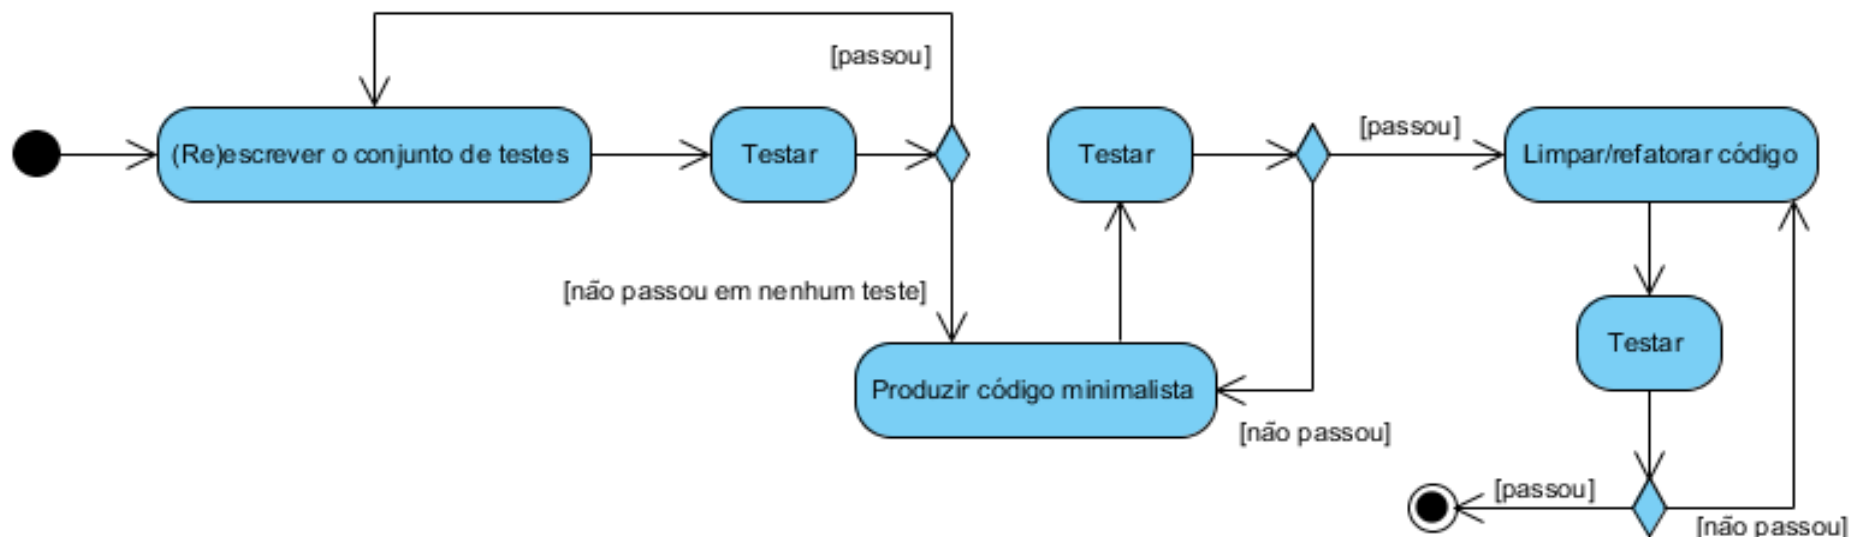 [passou]
(Re)escrever o conjunto de testes
Testar
Testar
[passou]
Limpar/refatorar código
[não passou em nenhum teste]
Produzir código minimalista
[não passou]
Testar
[passou]
[não passou]